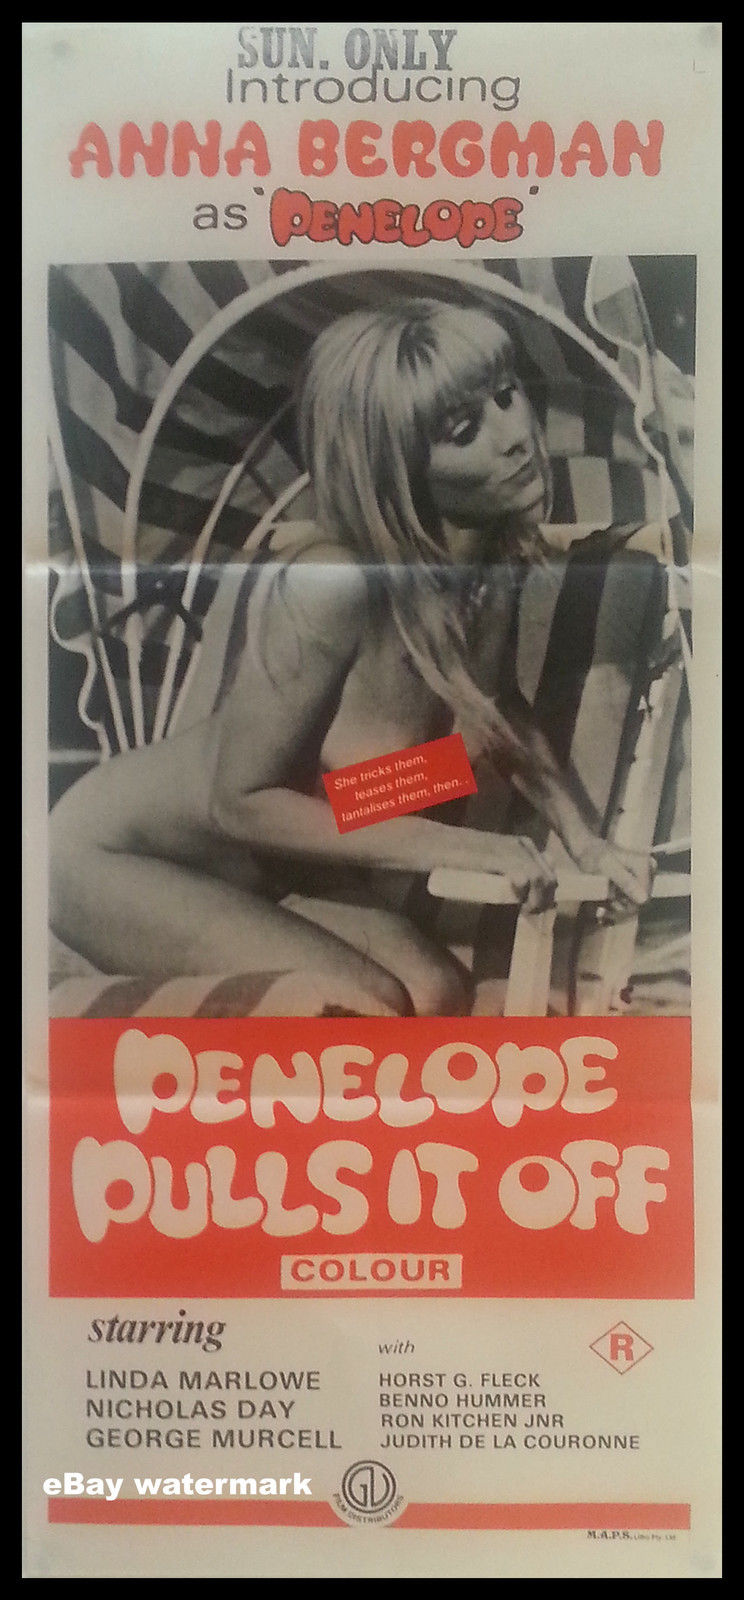 SUN. ONLY
Introducing
ANNA BERGMAN
as 'PENELOPE'
She tricks them,
teases them,
tantalises them, then..
PENELOPE
PULLS IT OFF
COLOUR
starring
LINDA MARLOWE
NICHOLAS DAY
GEORGE MURCELL
with
HORST G. FLECK
BENNO HUMMER
RON KITCHEN JNR
JUDITH DE LA COURONNE
R
eBay watermark
GU
FILM DISTRIBUTORS
M.A.P.S. Litho Pty. Ltd.